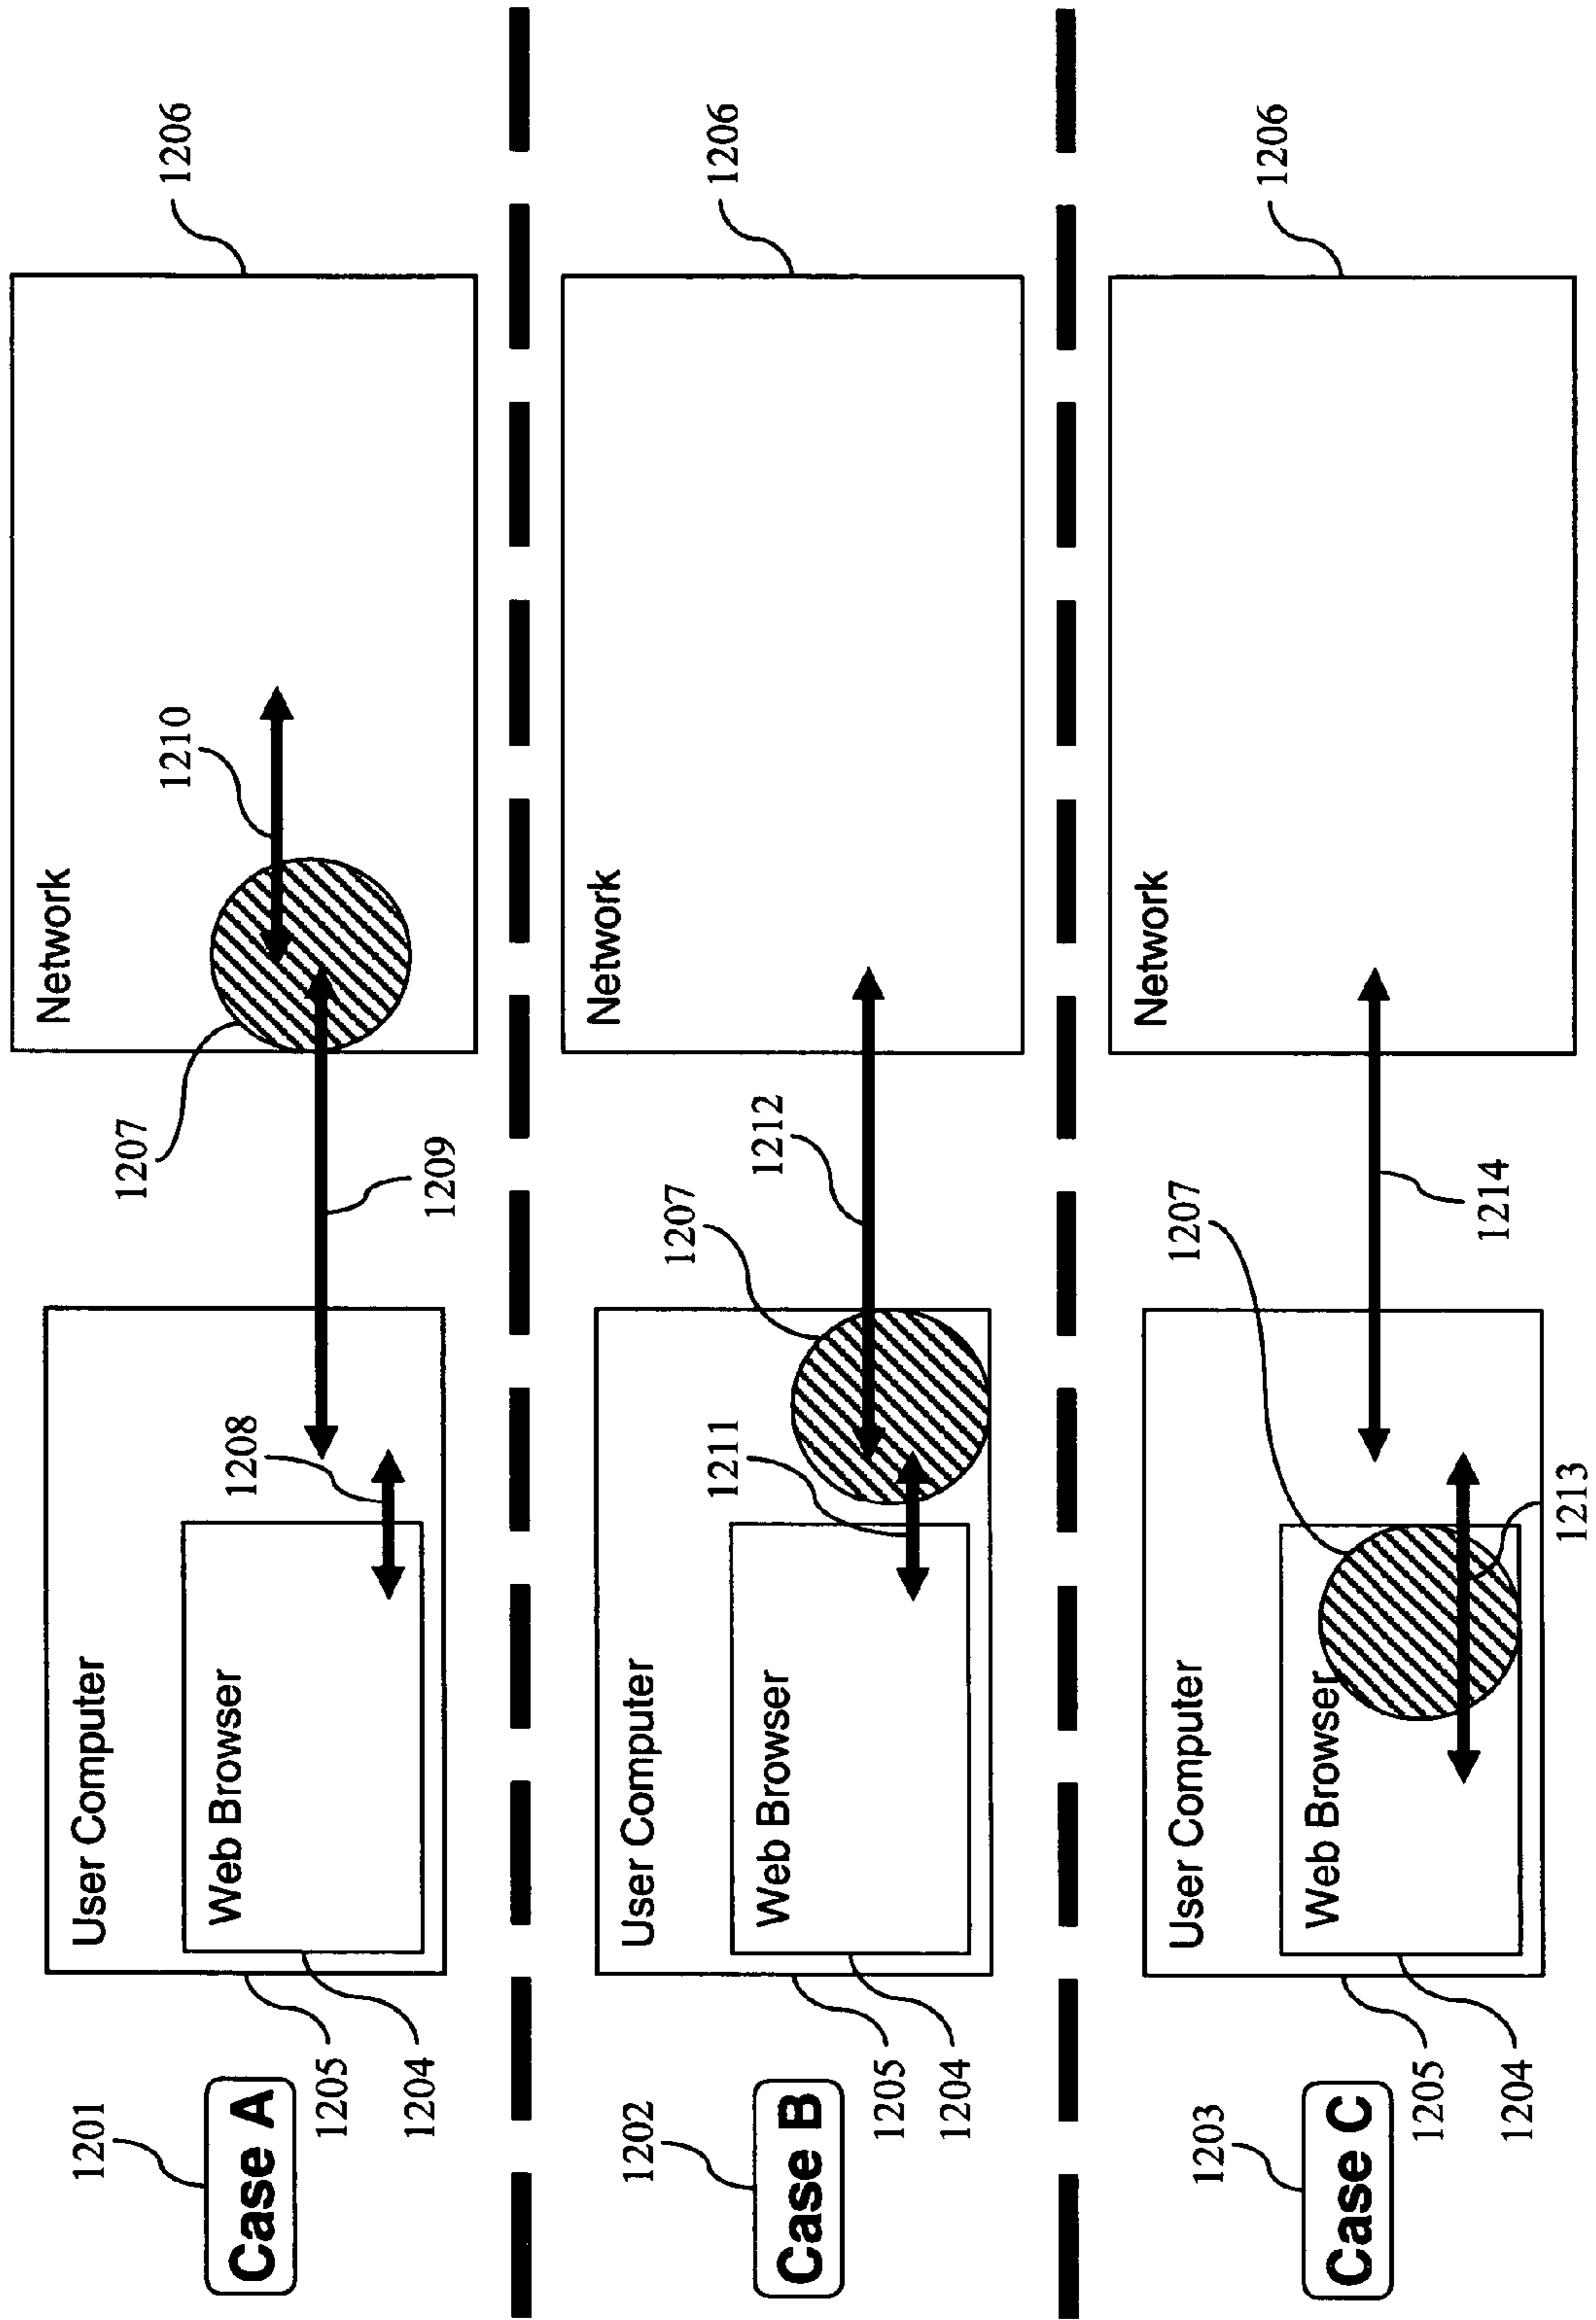 1201
Case A
1205
1204
User Computer
Web Browser
1208
1209
1207
Network
1210
1206
1202
Case B
1205
1204
User Computer
Web Browser
1211
1207
1212
Network
1206
1203
Case C
1205
1204
User Computer
Web Browser
1213
1207
1214
Network
1206